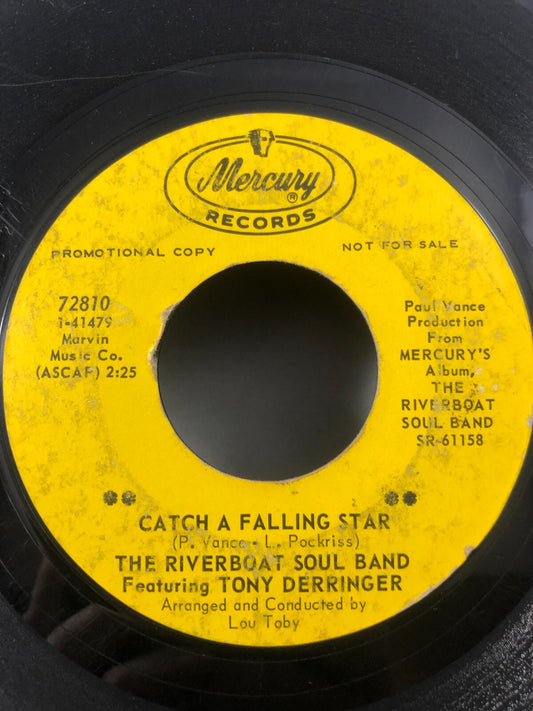 Mercury
®
RECORDS
PROMOTIONAL COPY
NOT FOR SALE
72810
1-41479
Marvin
Music Co.
(ASCAP) 2:25
Paul Vance
Production
From
MERCURY'S
Album,
THE
RIVERBOAT
SOUL BAND
SR-61158
** **
CATCH A FALLING STAR
(P. Vance - L. Pockriss)
THE RIVERBOAT SOUL BAND
Featuring TONY DERRINGER
Arranged and Conducted by
Lou Toby